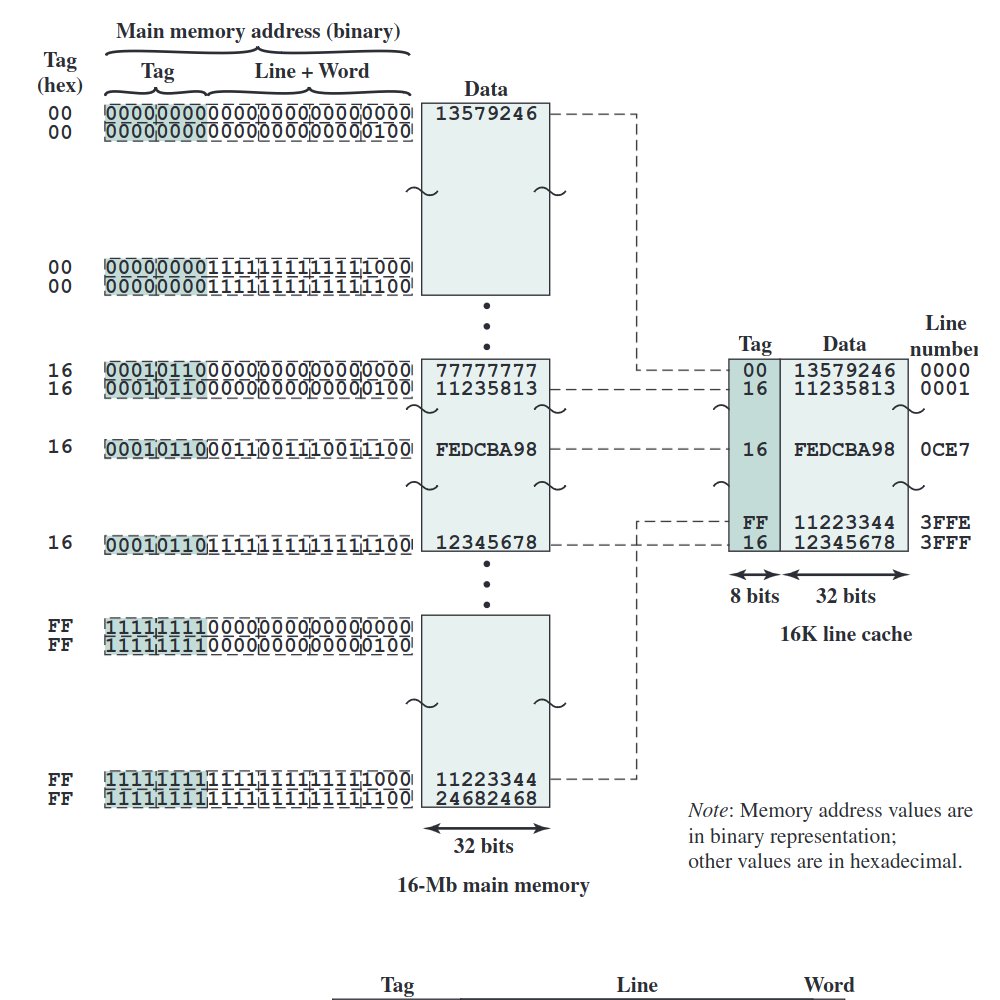 Main memory address (binary)
Tag
(hex)
Tag
Line + Word
Data
00 000000000000000000000000 13579246
00 000000000000000000000100
00 000000001111111111111000
00 000000001111111111111100
Line
Tag Data number
16 000101100000000000000000 77777777
00 13579246 0000
16 000101100000000000000100 11235813
16 11235813 0001
16 000101100011001110011100 FEDCBA98
16 FEDCBA98 0CE7
FF 11223344 3FFE
16 000101101111111111111100 12345678
16 12345678 3FFF
8 bits 32 bits
16K line cache
FF 111111110000000000000000
FF 111111110000000000000100
FF 111111111111111111111000 11223344
FF 111111111111111111111100 24682468
32 bits
16-Mb main memory
Note: Memory address values are
in binary representation;
other values are in hexadecimal.
Tag Line Word